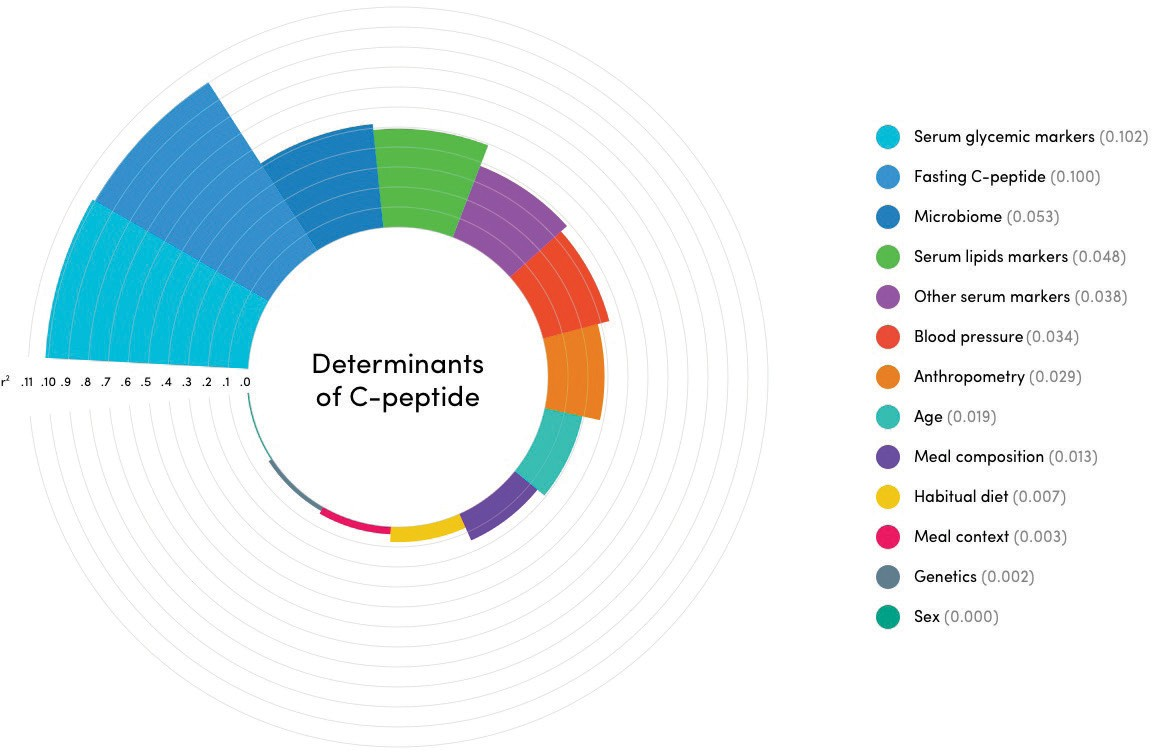 r² .11 .10 .9 .8 .7 .6 .5 .4 .3 .2 .1 .0
Determinants
of C-peptide
Serum glycemic markers (0.102)
Fasting C-peptide (0.100)
Microbiome (0.053)
Serum lipids markers (0.048)
Other serum markers (0.038)
Blood pressure (0.034)
Anthropometry (0.029)
Age (0.019)
Meal composition (0.013)
Habitual diet (0.007)
Meal context (0.003)
Genetics (0.002)
Sex (0.000)